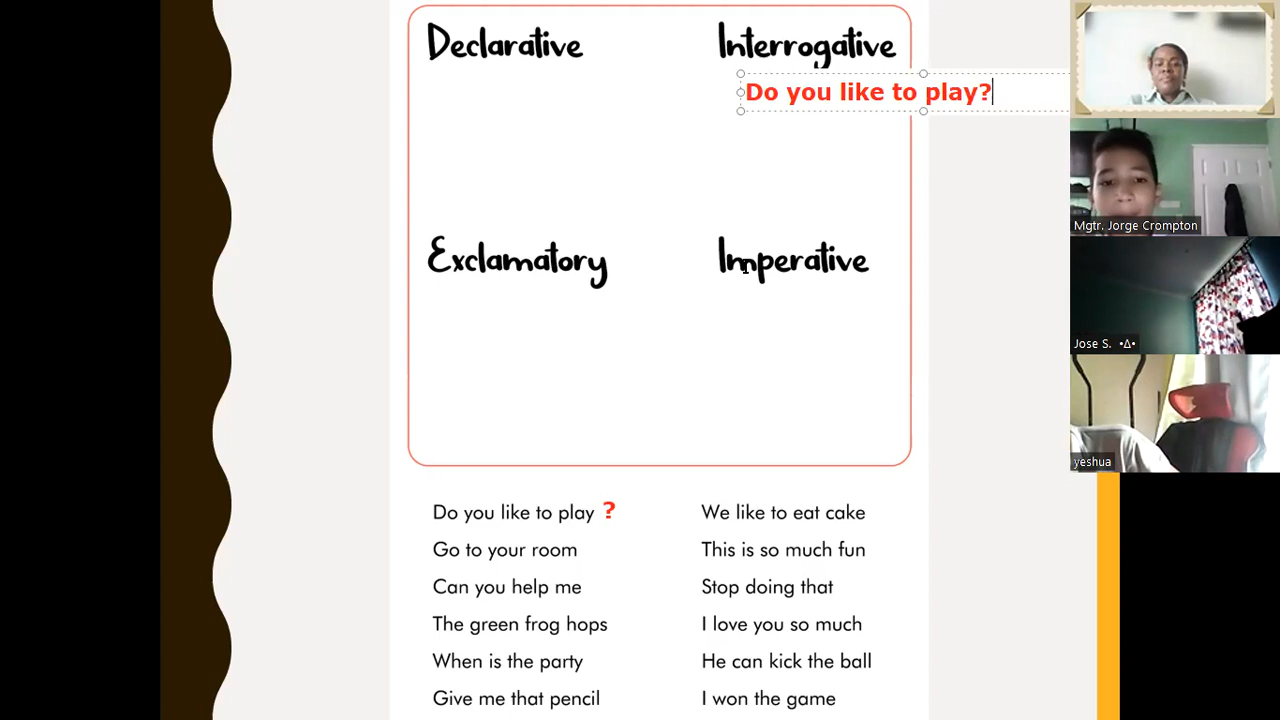 Declarative
Interrogative
Do you like to play?
Exclamatory
Imperative
Do you like to play ?
Go to your room
Can you help me
The green frog hops
When is the party
Give me that pencil
We like to eat cake
This is so much fun
Stop doing that
I love you so much
He can kick the ball
I won the game
Mgtr. Jorge Crompton
Jose S. •Δ•
yeshua